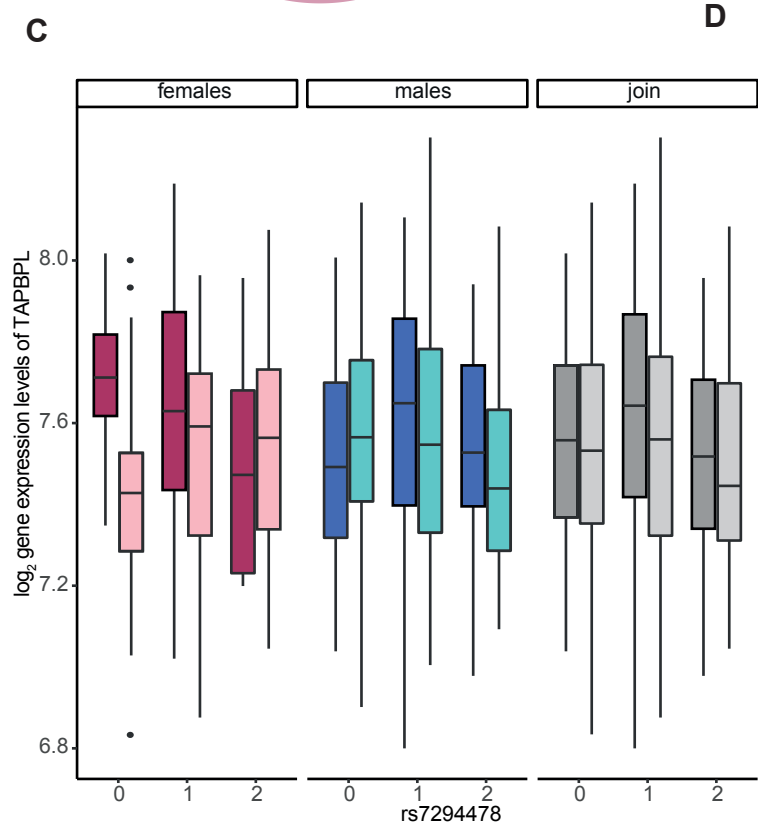 C
D
females males join
log2 gene expression levels of TAPBPL
8.0
7.6
7.2
6.8
0 1 2 0 1 2 0 1 2
rs7294478